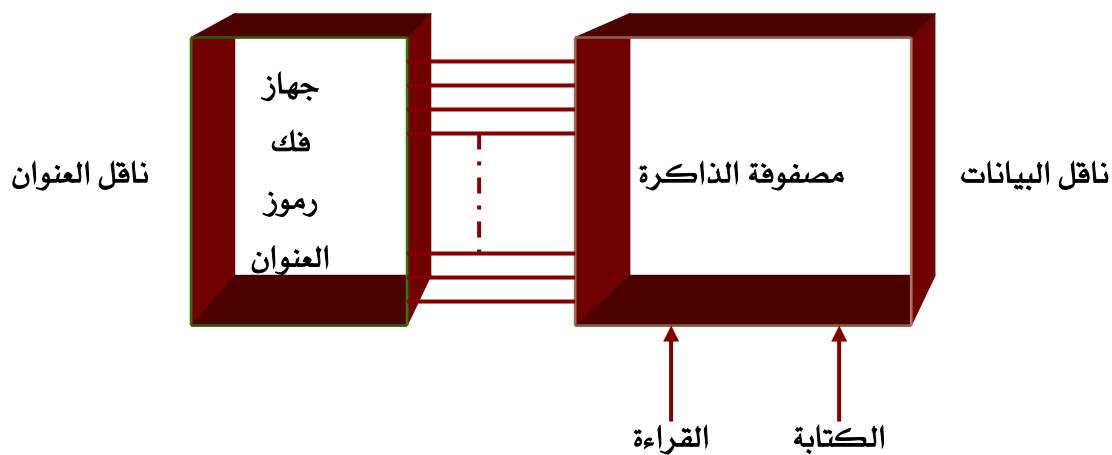 جهاز
فك
رموز
العنوان
ناقل العنوان
مصفوفة الذاكرة
ناقل البيانات
القراءة
الكتابة